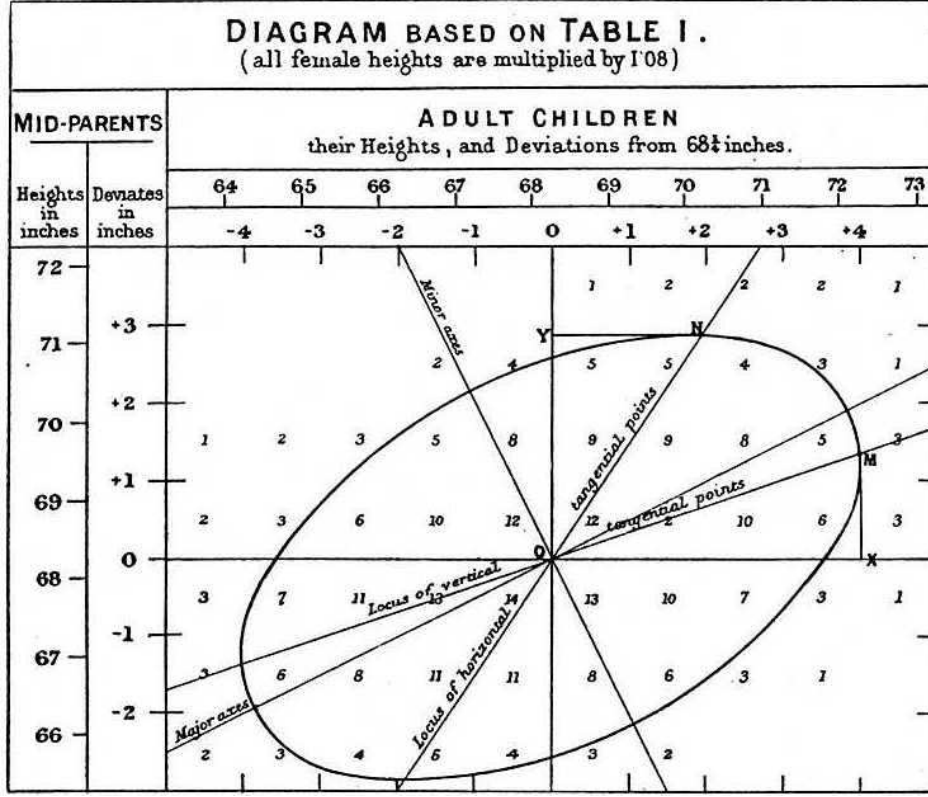 DIAGRAM BASED ON TABLE I.
(all female heights are multiplied by 1·08)
MID-PARENTS
ADULT CHILDREN
their Heights, and Deviations from 68¼ inches.
Heights in inches
Deviates in inches
64 65 66 67 68 69 70 71 72 73
-4 -3 -2 -1 0 +1 +2 +3 +4
72
1 2 2 2 1
Minor axes
+3
Y N
71
2 4 5 5 4 3 1
+2
tangential points
70
1 2 3 5 8 9 9 8 5 3
M
+1
tangential points
69
2 3 6 10 12 12 2 10 6 3
0 O X
68
Locus of vertical
3 7 11 13 14 13 10 7 3 1
-1
Locus of horizontal
67
3 6 8 11 11 8 6 3 1
-2
Major axes
66
2 3 4 5 4 3 2